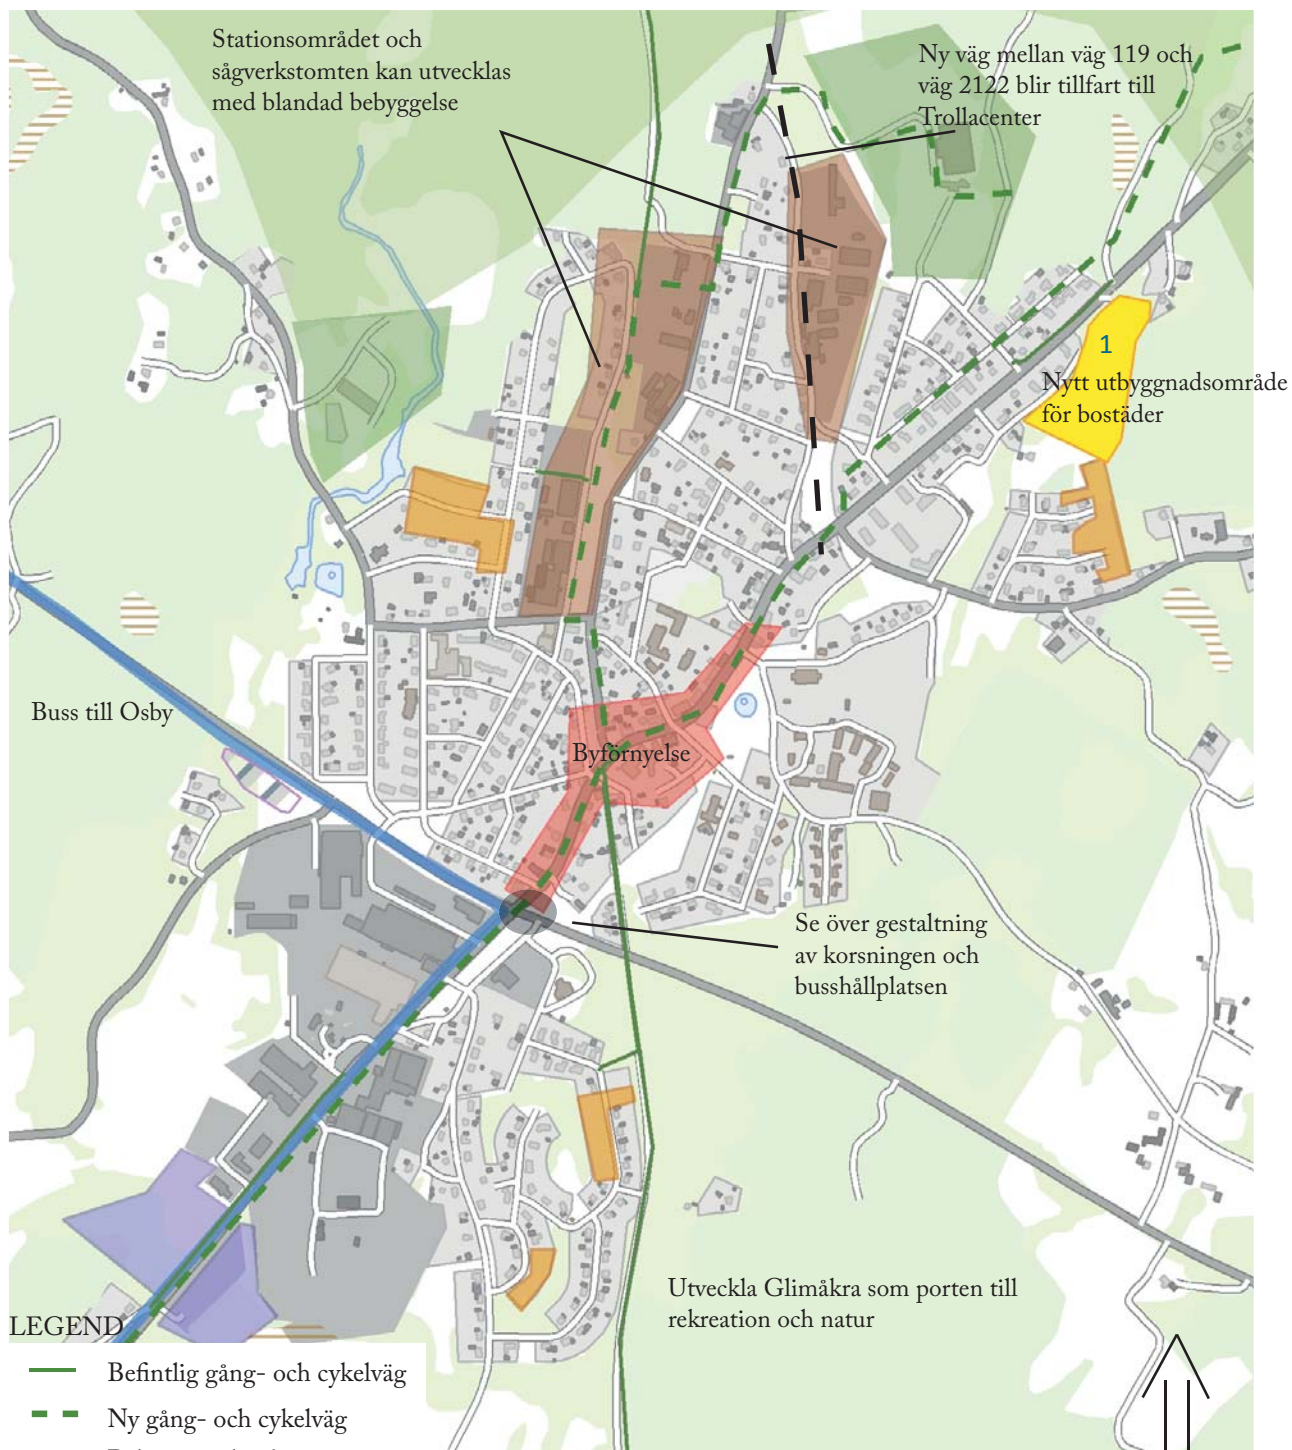 Stationsområdet och
sågverkstomten kan utvecklas
med blandad bebyggelse
Ny väg mellan väg 119 och
väg 2122 blir tillfart till
Trollacenter
1
Nytt utbyggnadsområde
för bostäder
Buss till Osby
Byförnyelse
Se över gestaltning
av korsningen och
busshållplatsen
Utveckla Glimåkra som porten till
rekreation och natur
LEGEND
Befintlig gång- och cykelväg
Ny gång- och cykelväg